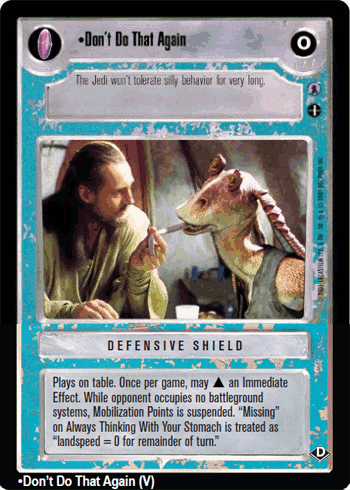 •Don't Do That Again
The Jedi won't tolerate silly behavior for very long.
DEFENSIVE SHIELD
Plays on table. Once per game, may ▲ an Immediate
Effect. While opponent occupies no battleground
systems, Mobilization Points is suspended. “Missing”
on Always Thinking With Your Stomach is treated as
“landspeed = 0 for remainder of turn.”
D
•Don't Do That Again (V)